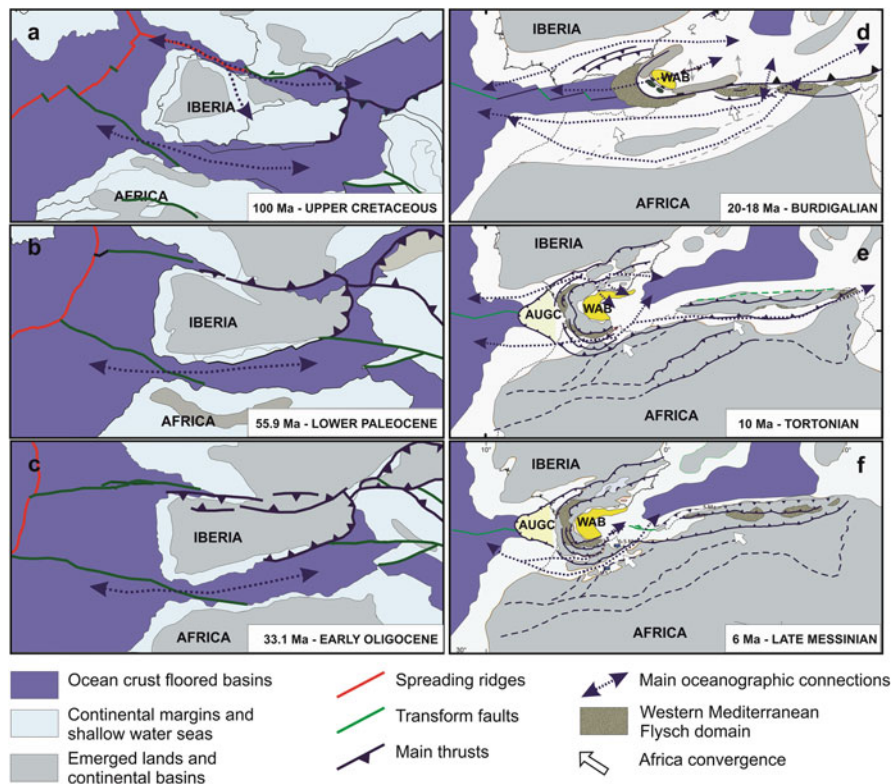 a
IBERIA
AFRICA
100 Ma - UPPER CRETACEOUS
b
IBERIA
AFRICA
55.9 Ma - LOWER PALEOCENE
c
IBERIA
AFRICA
33.1 Ma - EARLY OLIGOCENE
d
IBERIA
WAB
AFRICA
20-18 Ma - BURDIGALIAN
e
IBERIA
AUGC
WAB
AFRICA
10 Ma - TORTONIAN
10°
0°
f
IBERIA
AUGC
WAB
AFRICA
30°
6 Ma - LATE MESSINIAN
Ocean crust floored basins
Continental margins and
shallow water seas
Emerged lands and
continental basins
Spreading ridges
Transform faults
Main thrusts
Main oceanographic connections
Western Mediterranean
Flysch domain
Africa convergence